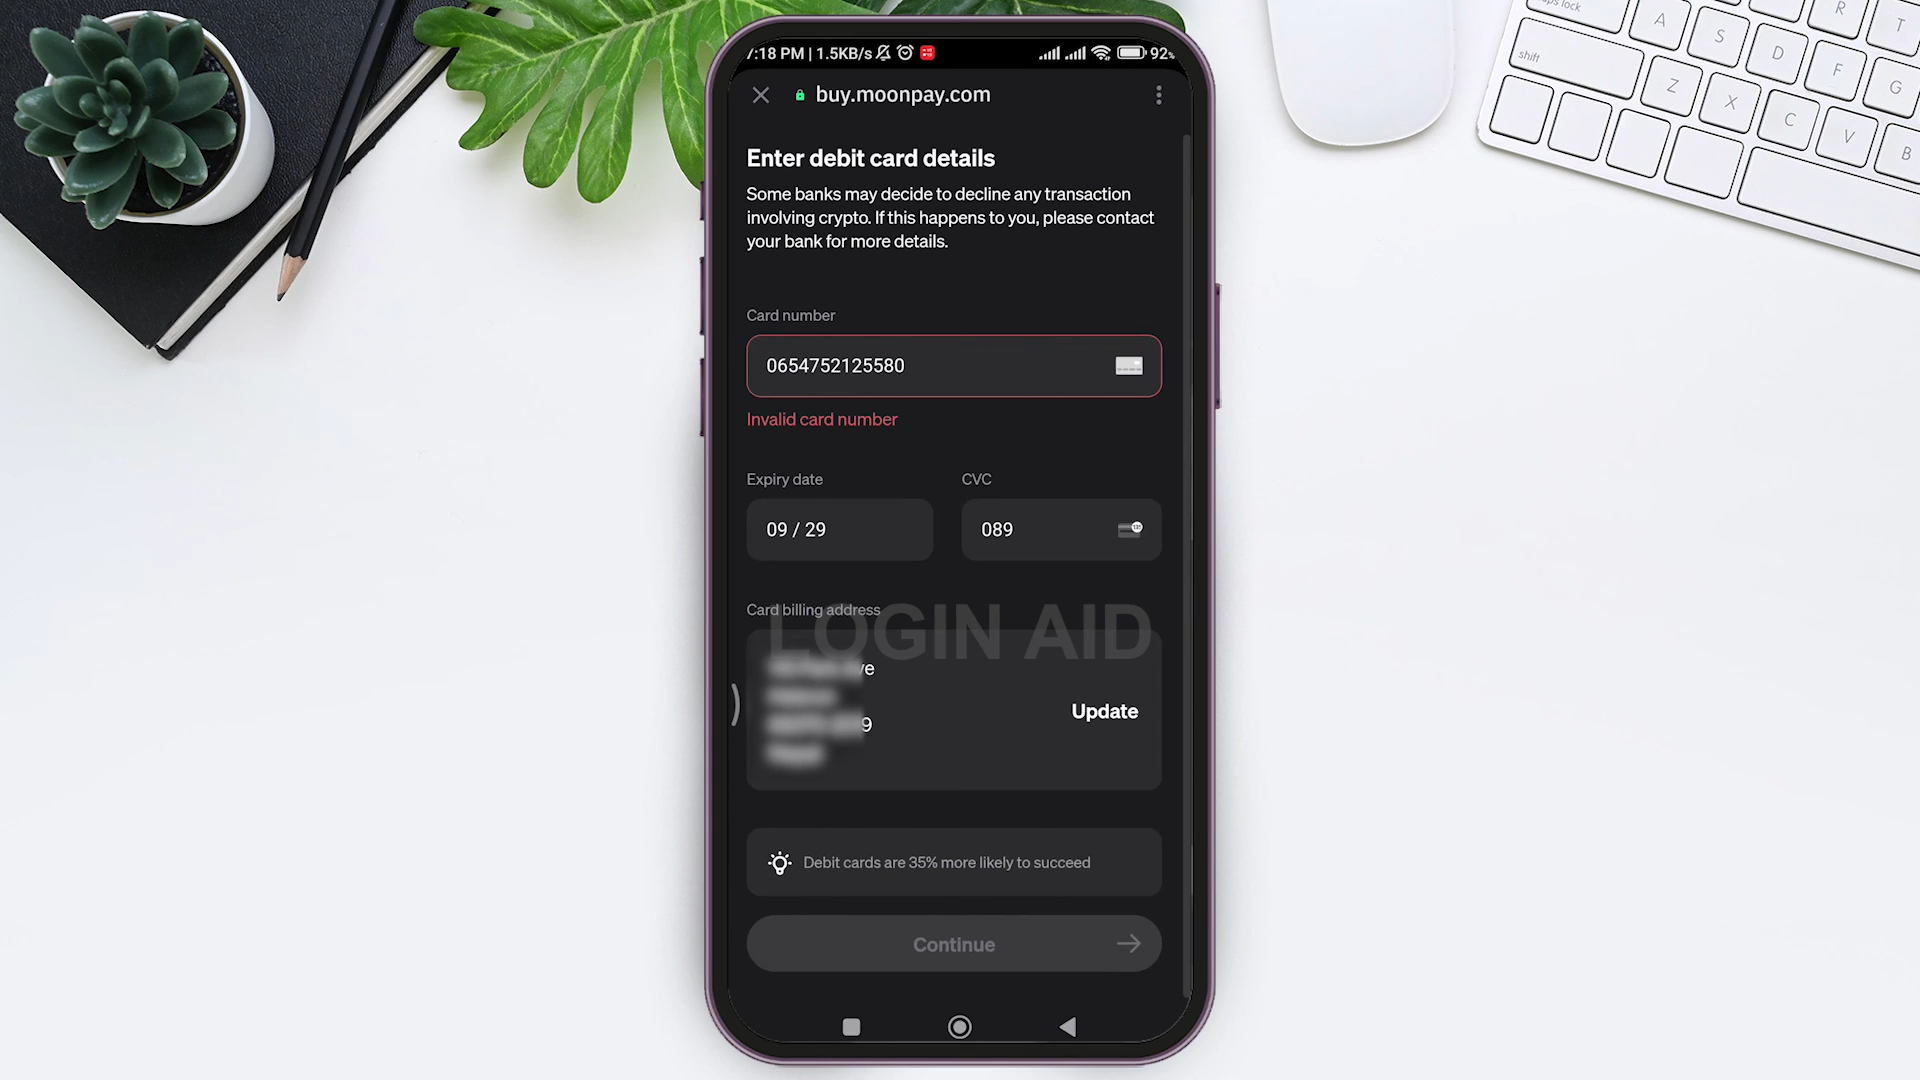 7:18 PM | 1.5KB/s 92%
buy.moonpay.com
Enter debit card details
Some banks may decide to decline any transaction
involving crypto. If this happens to you, please contact
your bank for more details.
Card number
0654752125580
Invalid card number
Expiry date
CVC
09 / 29
089
Card billing address
LOGIN AID
Update
Debit cards are 35% more likely to succeed
Continue
caps lock
A
S
D
F
G
R
T
shift
Z
X
C
V
B